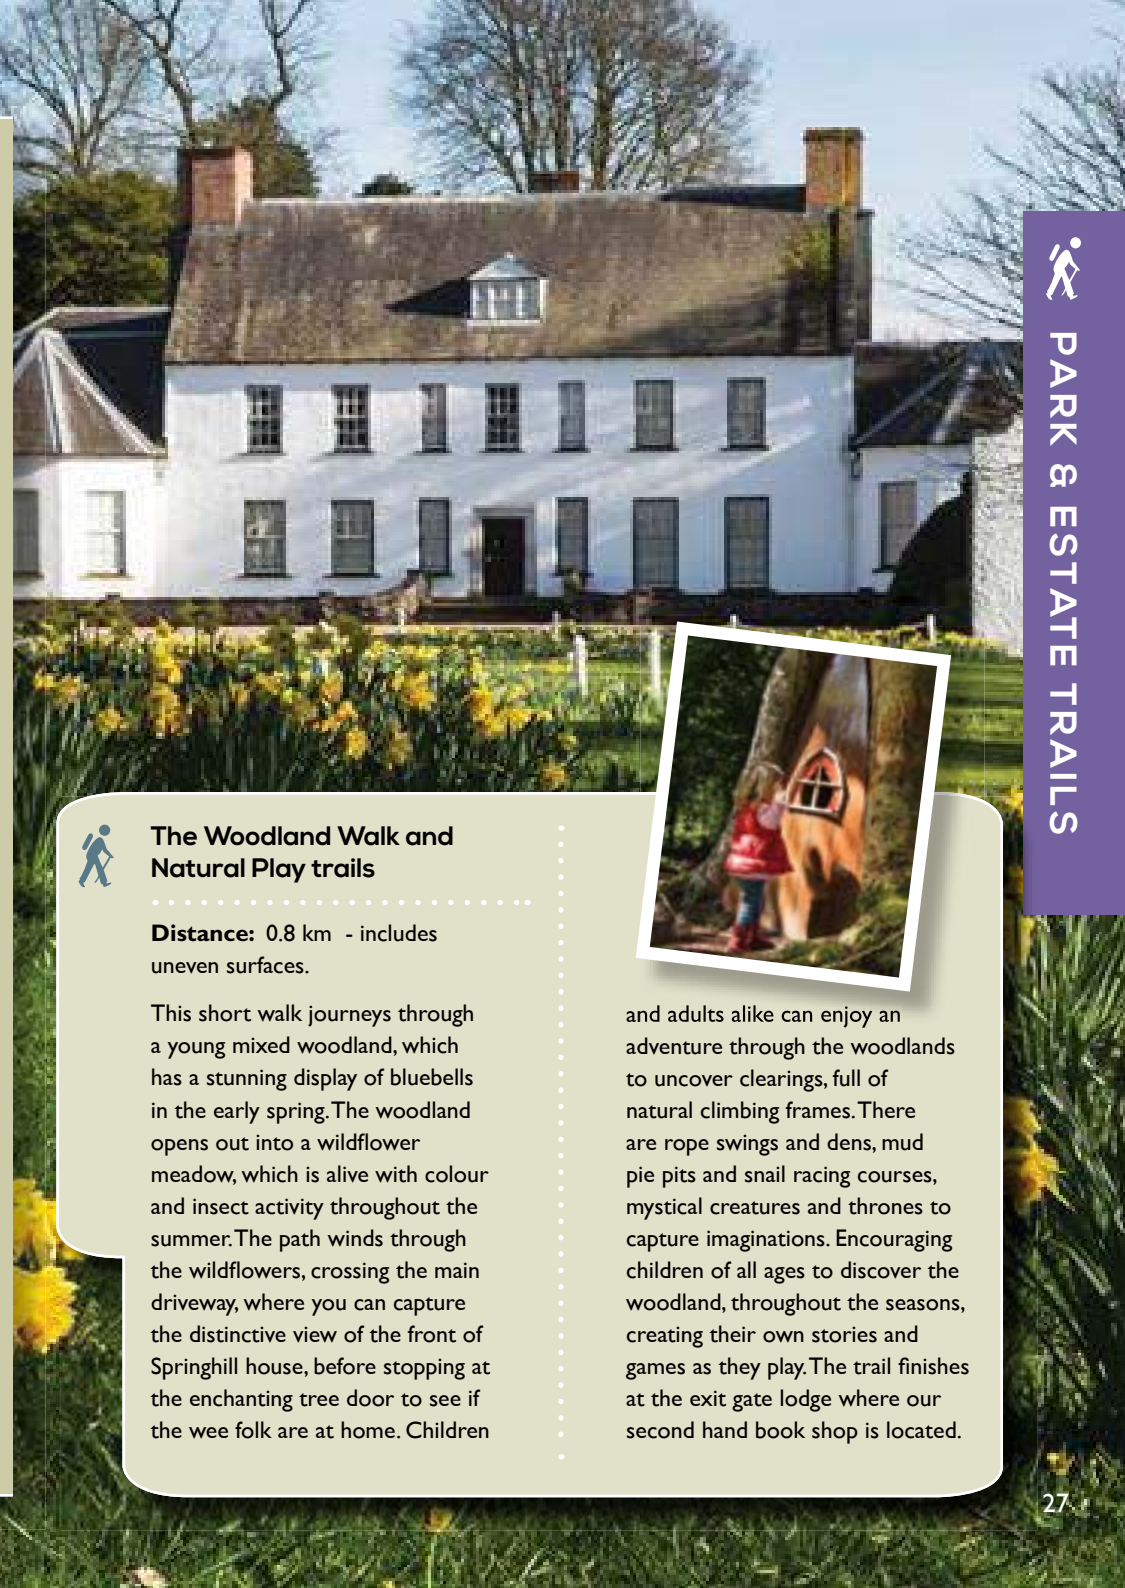 PARK & ESTATE TRAILS
The Woodland Walk and
Natural Play trails
Distance: 0.8 km - includes
uneven surfaces.
This short walk journeys through
a young mixed woodland, which
has a stunning display of bluebells
in the early spring. The woodland
opens out into a wildflower
meadow, which is alive with colour
and insect activity throughout the
summer. The path winds through
the wildflowers, crossing the main
driveway, where you can capture
the distinctive view of the front of
Springhill house, before stopping at
the enchanting tree door to see if
the wee folk are at home. Children
and adults alike can enjoy an
adventure through the woodlands
to uncover clearings, full of
natural climbing frames. There
are rope swings and dens, mud
pie pits and snail racing courses,
mystical creatures and thrones to
capture imaginations. Encouraging
children of all ages to discover the
woodland, throughout the seasons,
creating their own stories and
games as they play. The trail finishes
at the exit gate lodge where our
second hand book shop is located.
27